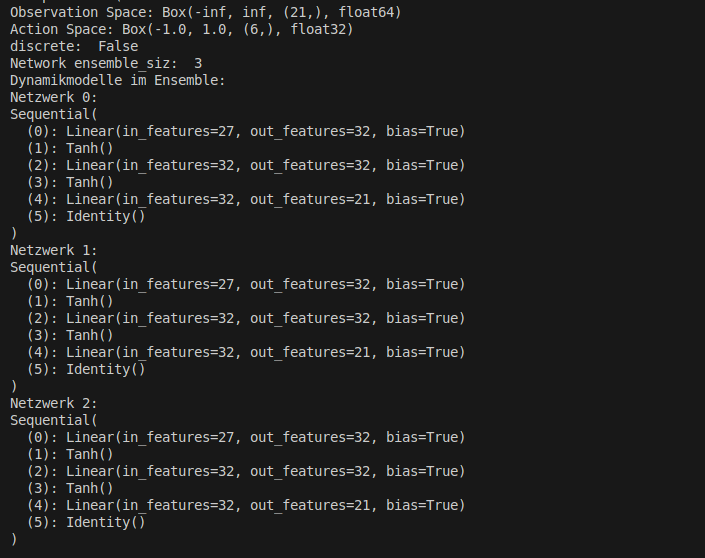 Observation Space: Box(-inf, inf, (21,), float64)
Action Space: Box(-1.0, 1.0, (6,), float32)
discrete:  False
Network ensemble_siz:  3
Dynamikmodelle im Ensemble:
Netzwerk 0:
Sequential(
  (0): Linear(in_features=27, out_features=32, bias=True)
  (1): Tanh()
  (2): Linear(in_features=32, out_features=32, bias=True)
  (3): Tanh()
  (4): Linear(in_features=32, out_features=21, bias=True)
  (5): Identity()
)
Netzwerk 1:
Sequential(
  (0): Linear(in_features=27, out_features=32, bias=True)
  (1): Tanh()
  (2): Linear(in_features=32, out_features=32, bias=True)
  (3): Tanh()
  (4): Linear(in_features=32, out_features=21, bias=True)
  (5): Identity()
)
Netzwerk 2:
Sequential(
  (0): Linear(in_features=27, out_features=32, bias=True)
  (1): Tanh()
  (2): Linear(in_features=32, out_features=32, bias=True)
  (3): Tanh()
  (4): Linear(in_features=32, out_features=21, bias=True)
  (5): Identity()
)